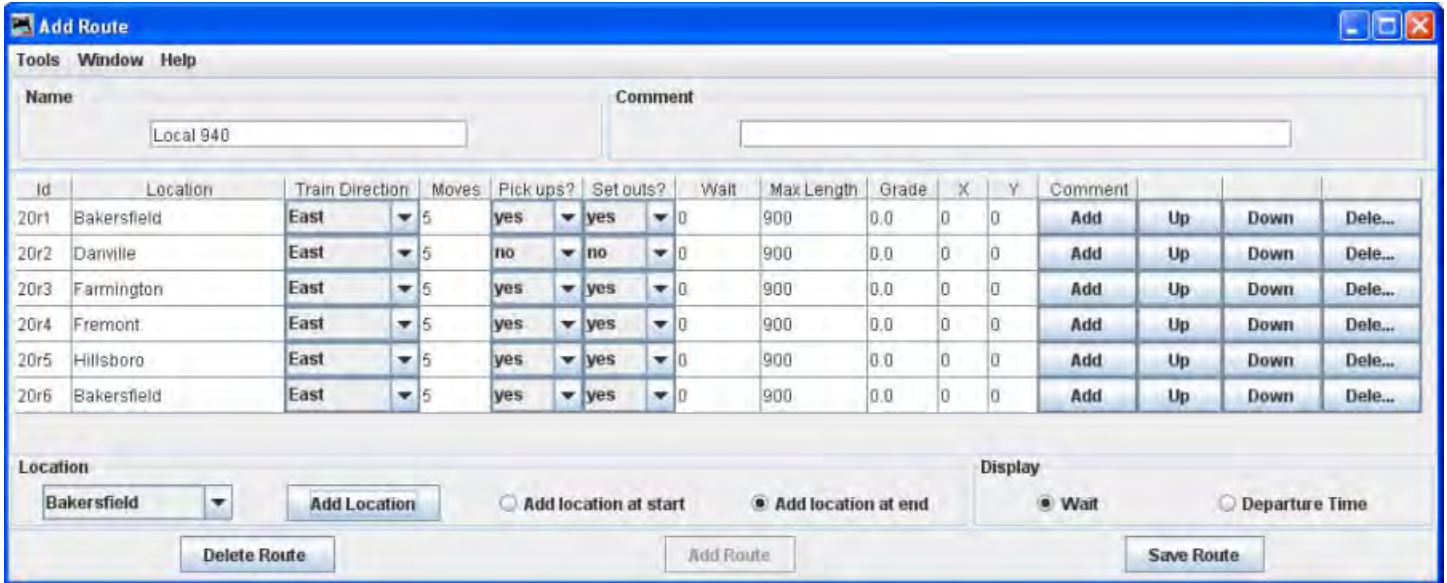 Add Route
Tools Window Help
Name Comment
Local 940
Id Location Train Direction Moves Pick ups? Set outs? Wait Max Length Grade X Y Comment
20r1 Bakersfield East 5 yes yes 0 900 0.0 0 0 Add Up Down Dele...
20r2 Danville East 5 no no 0 900 0.0 0 0 Add Up Down Dele...
20r3 Farmington East 5 yes yes 0 900 0.0 0 0 Add Up Down Dele...
20r4 Fremont East 5 yes yes 0 900 0.0 0 0 Add Up Down Dele...
20r5 Hillsboro East 5 yes yes 0 900 0.0 0 0 Add Up Down Dele...
20r6 Bakersfield East 5 yes yes 0 900 0.0 0 0 Add Up Down Dele...
Location Display
Bakersfield Add Location Add location at start Add location at end Wait Departure Time
Delete Route Add Route Save Route